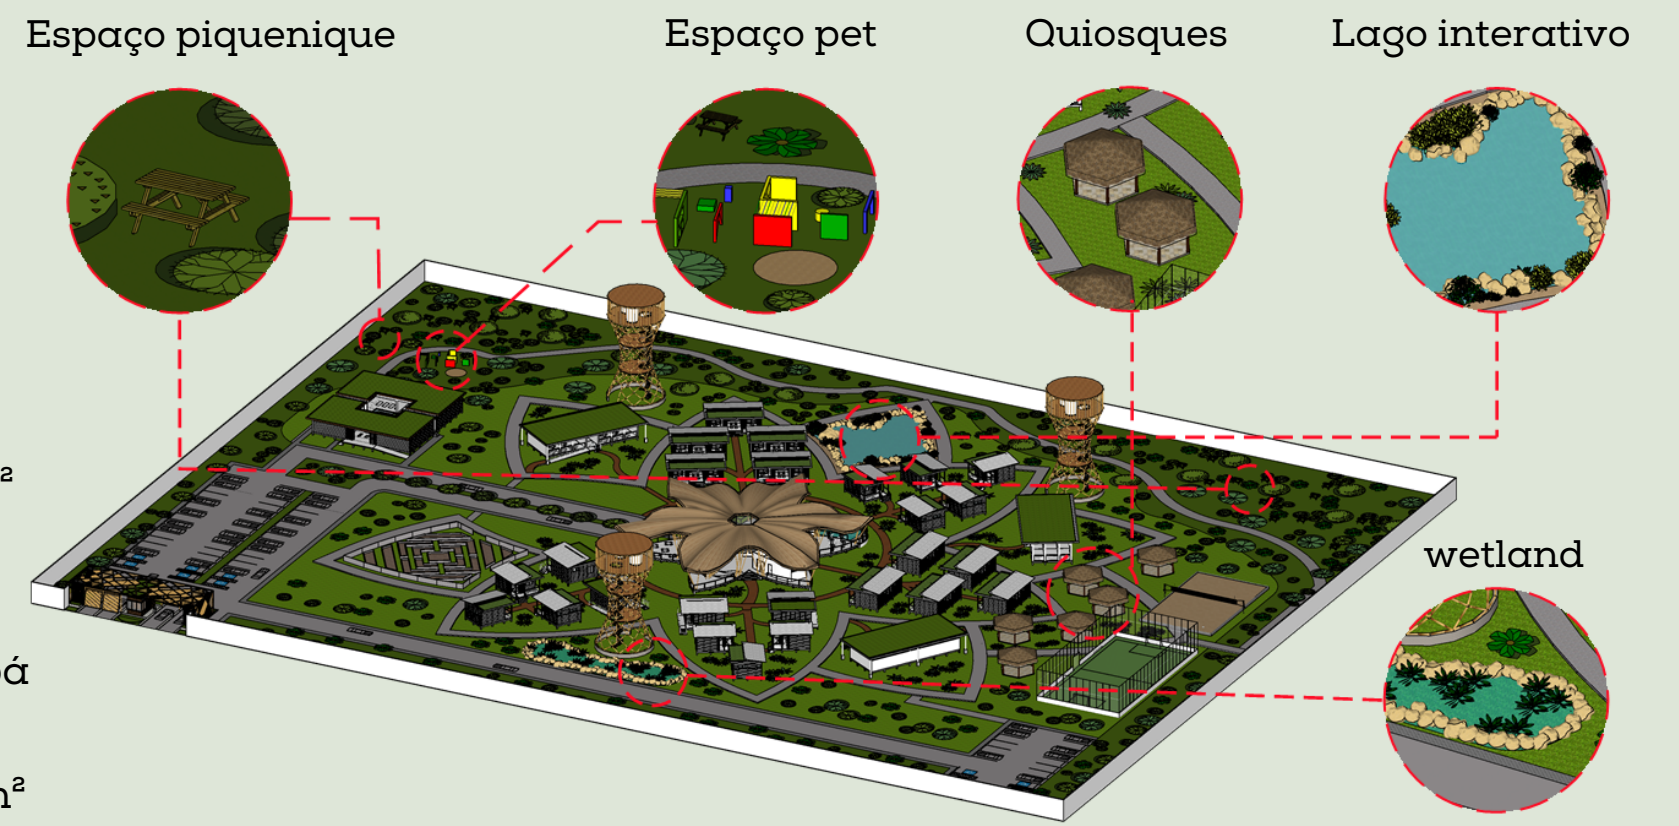 Espaço piquenique
Espaço pet
Quiosques
Lago interativo
wetland